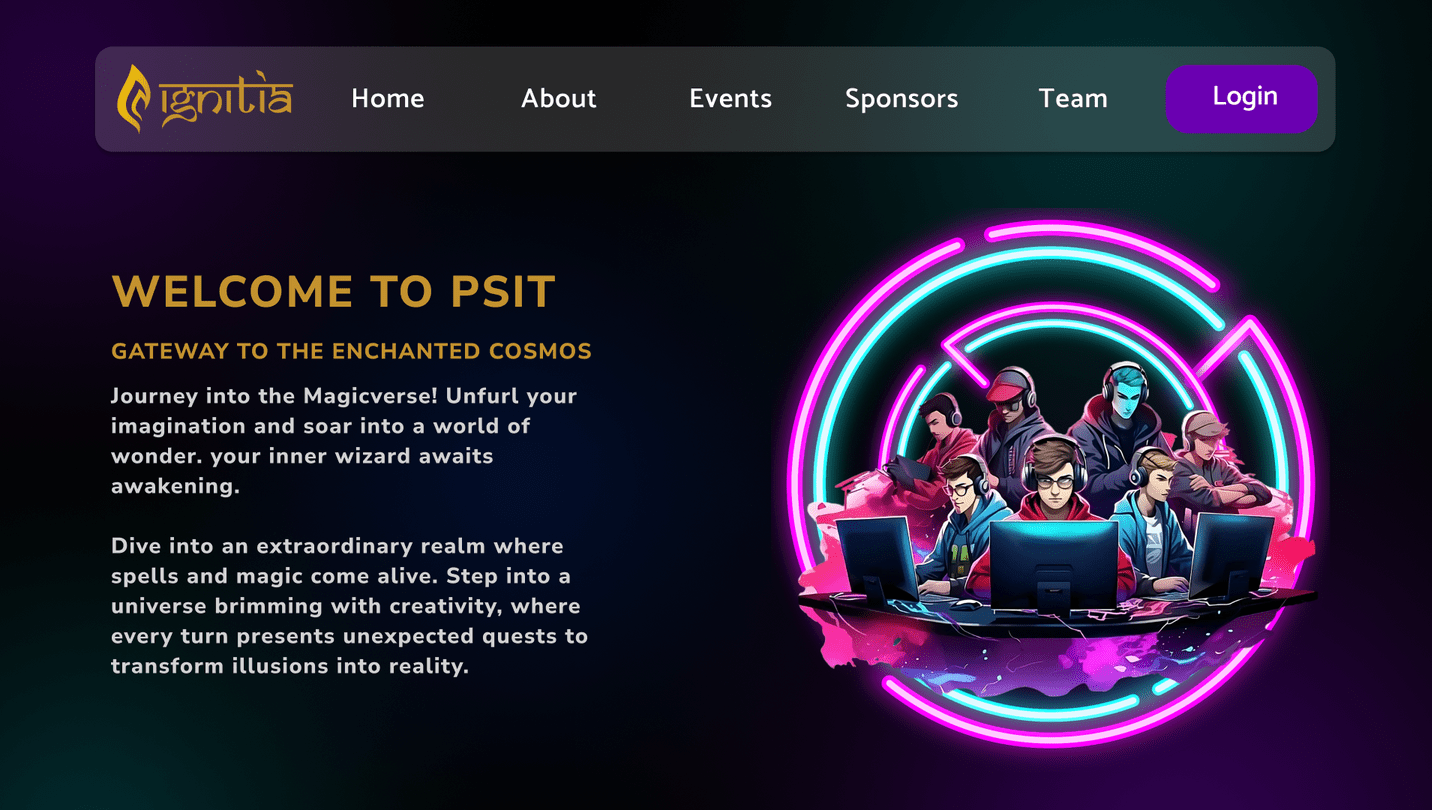 ignitia Home About Events Sponsors Team Login
WELCOME TO PSIT
GATEWAY TO THE ENCHANTED COSMOS
Journey into the Magicverse! Unfurl your
imagination and soar into a world of
wonder. your inner wizard awaits
awakening.
Dive into an extraordinary realm where
spells and magic come alive. Step into a
universe brimming with creativity, where
every turn presents unexpected quests to
transform illusions into reality.